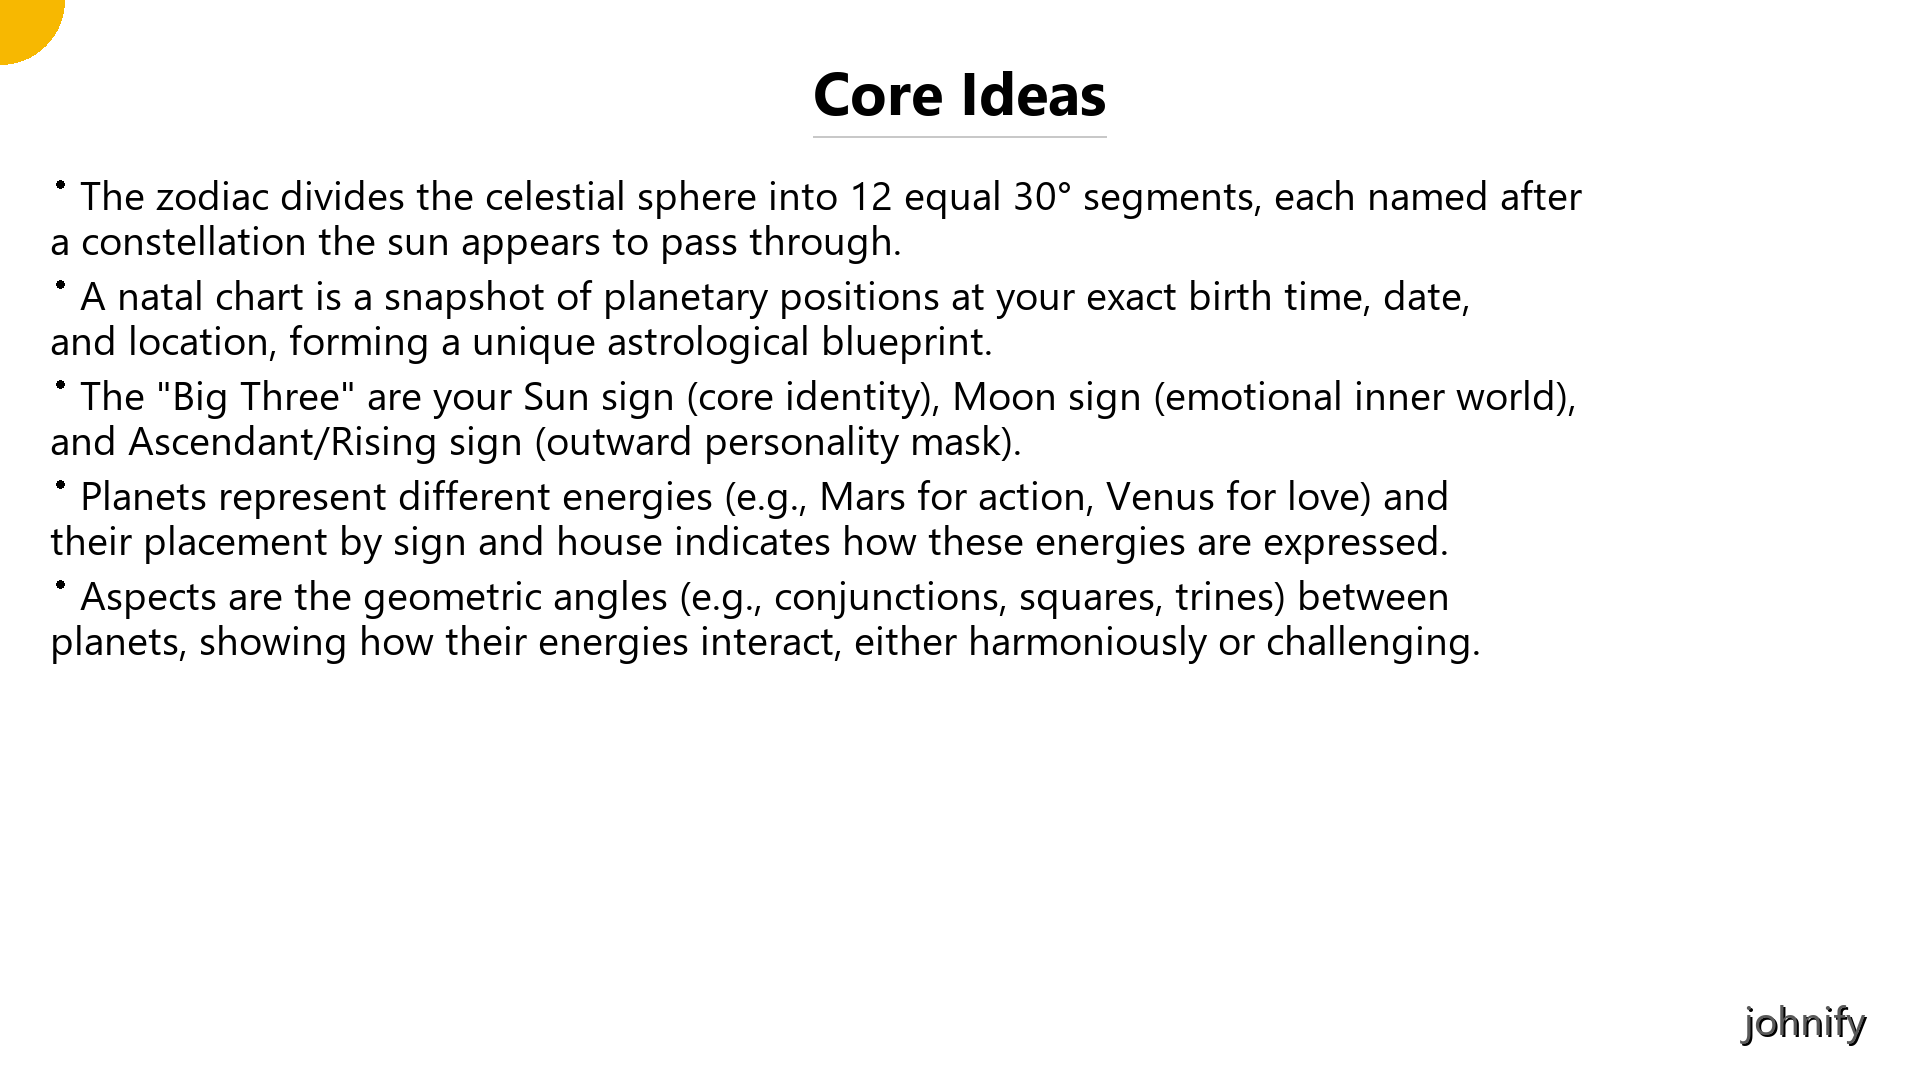 Core Ideas
• The zodiac divides the celestial sphere into 12 equal 30° segments, each named after
a constellation the sun appears to pass through.
• A natal chart is a snapshot of planetary positions at your exact birth time, date,
and location, forming a unique astrological blueprint.
• The "Big Three" are your Sun sign (core identity), Moon sign (emotional inner world),
and Ascendant/Rising sign (outward personality mask).
• Planets represent different energies (e.g., Mars for action, Venus for love) and
their placement by sign and house indicates how these energies are expressed.
• Aspects are the geometric angles (e.g., conjunctions, squares, trines) between
planets, showing how their energies interact, either harmoniously or challenging.
johnify